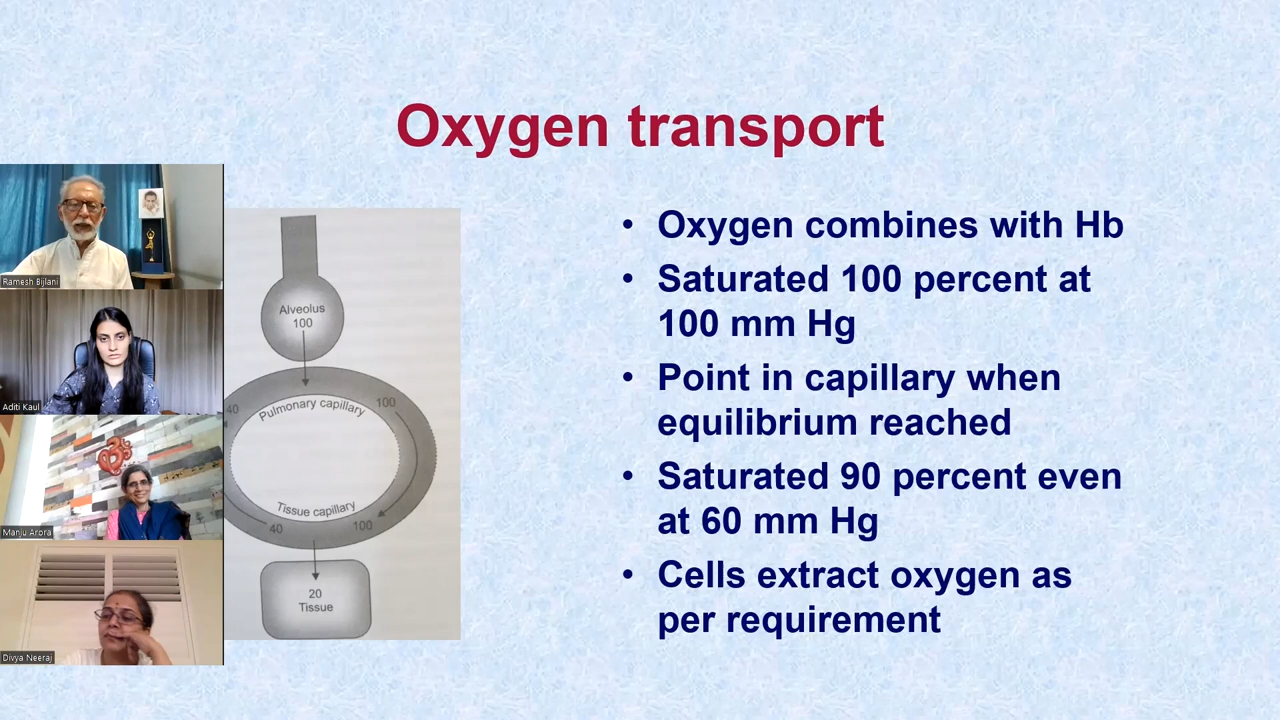 Oxygen transport
Ramesh Bijlani
Aditi Kaul
Manju Arora
Divya Neeraj
Alveolus
100
40
Pulmonary capillary
100
Tissue capillary
40
100
20
Tissue
• Oxygen combines with Hb
• Saturated 100 percent at
100 mm Hg
• Point in capillary when
equilibrium reached
• Saturated 90 percent even
at 60 mm Hg
• Cells extract oxygen as
per requirement